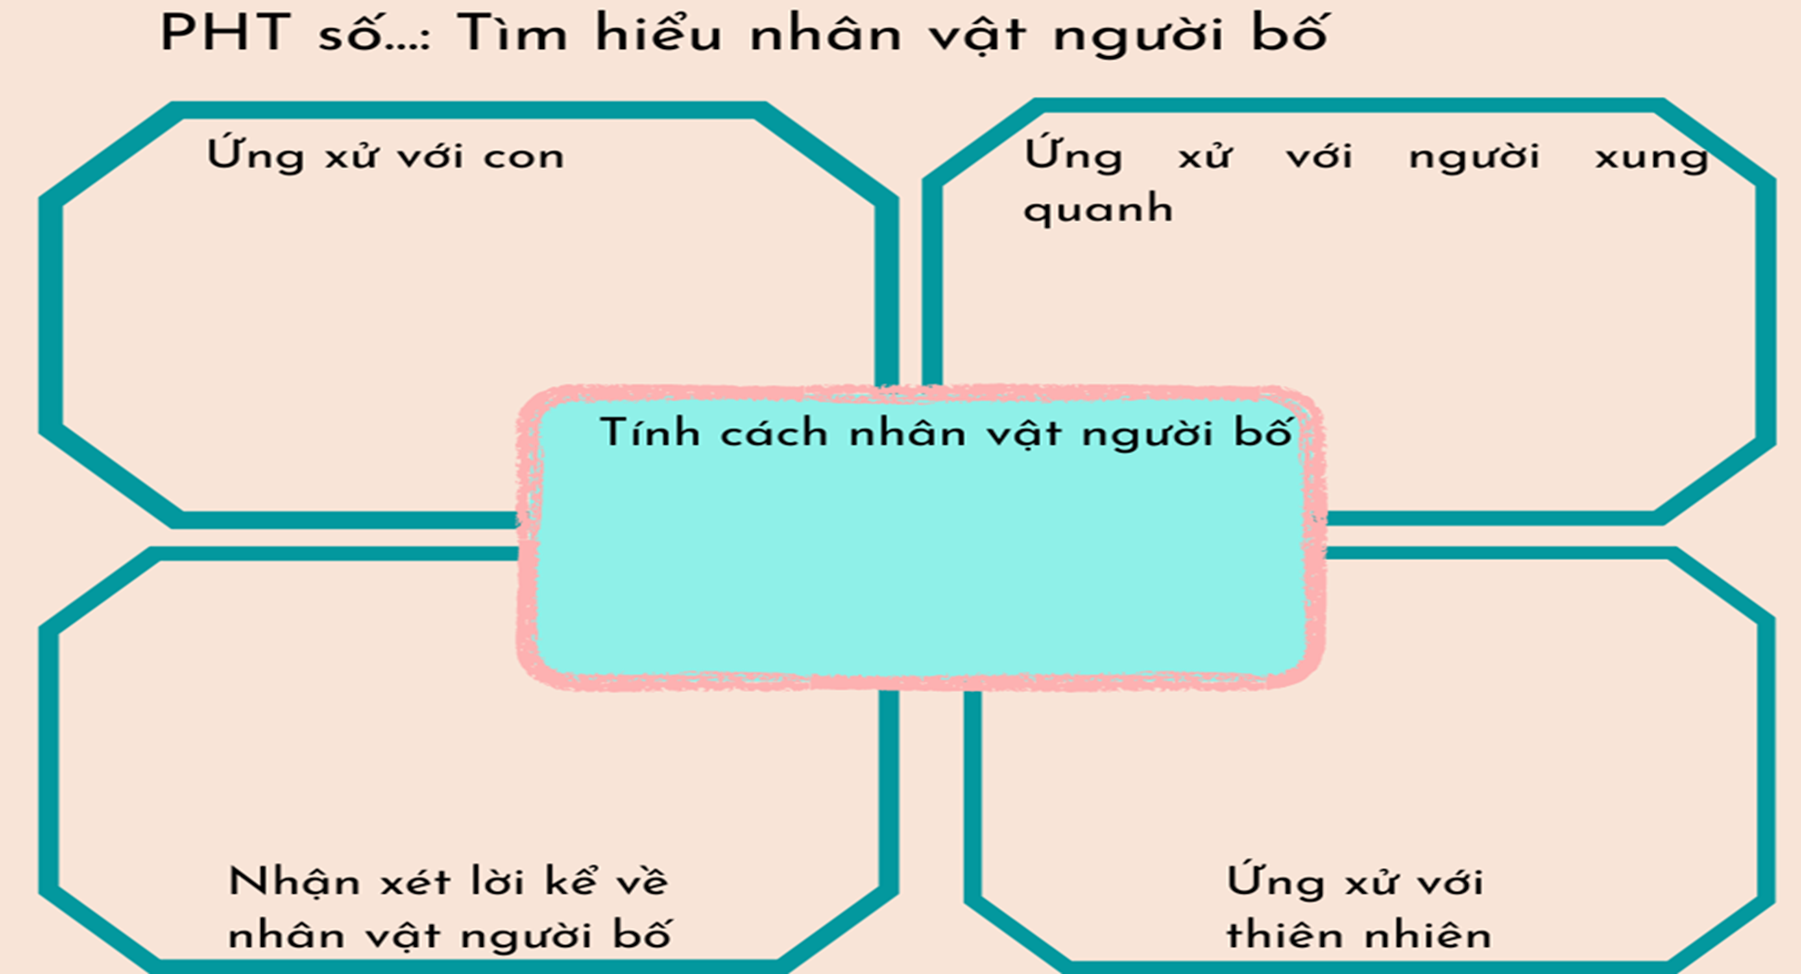 PHT số...: Tìm hiểu nhân vật người bố
Ứng xử với con
Ứng xử với người xung
quanh
Tính cách nhân vật người bố
Nhận xét lời kể về
nhân vật người bố
Ứng xử với
thiên nhiên